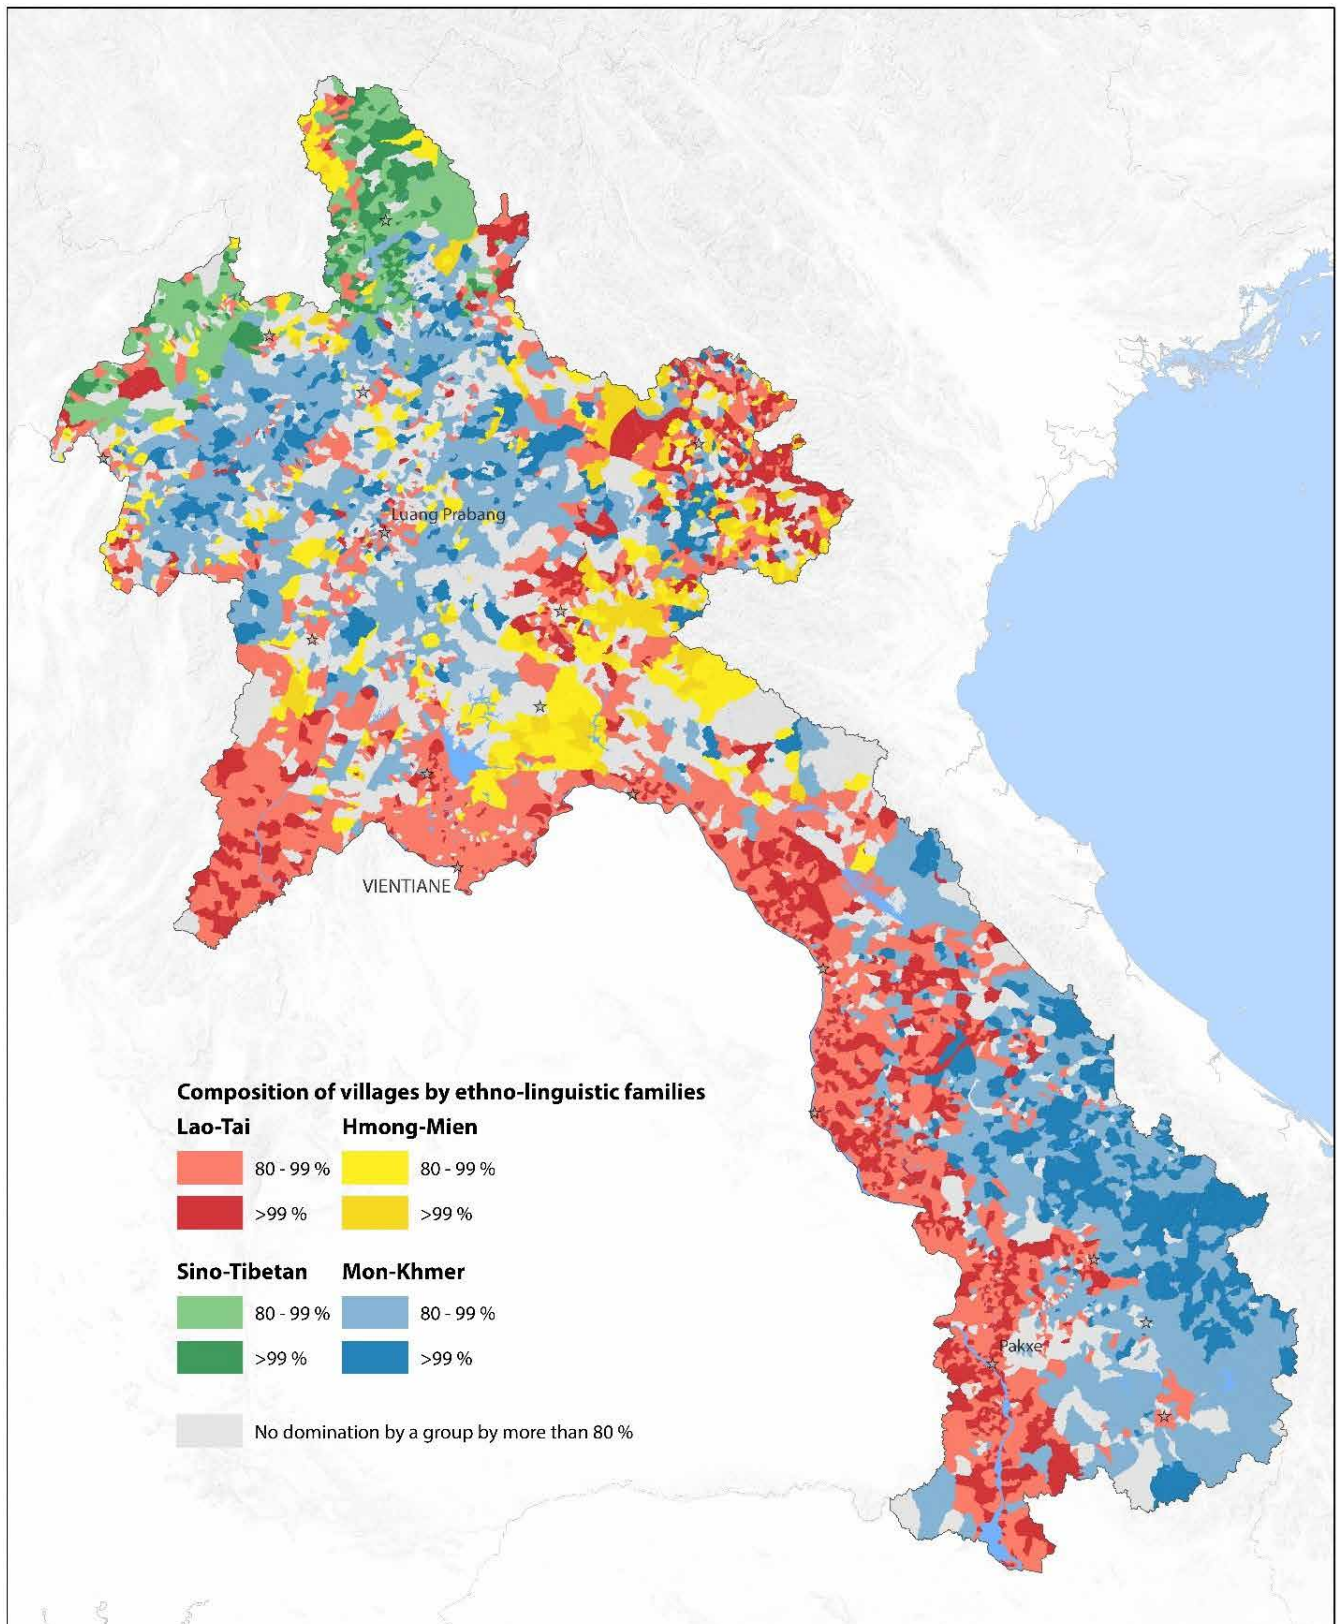 Luang Prabang
VIENTIANE
Composition of villages by ethno-linguistic families
Lao-Tai Hmong-Mien
80 - 99 % 80 - 99 %
>99 % >99 %
Sino-Tibetan Mon-Khmer
80 - 99 % 80 - 99 %
>99 % >99 %
Pakxe
No domination by a group by more than 80 %